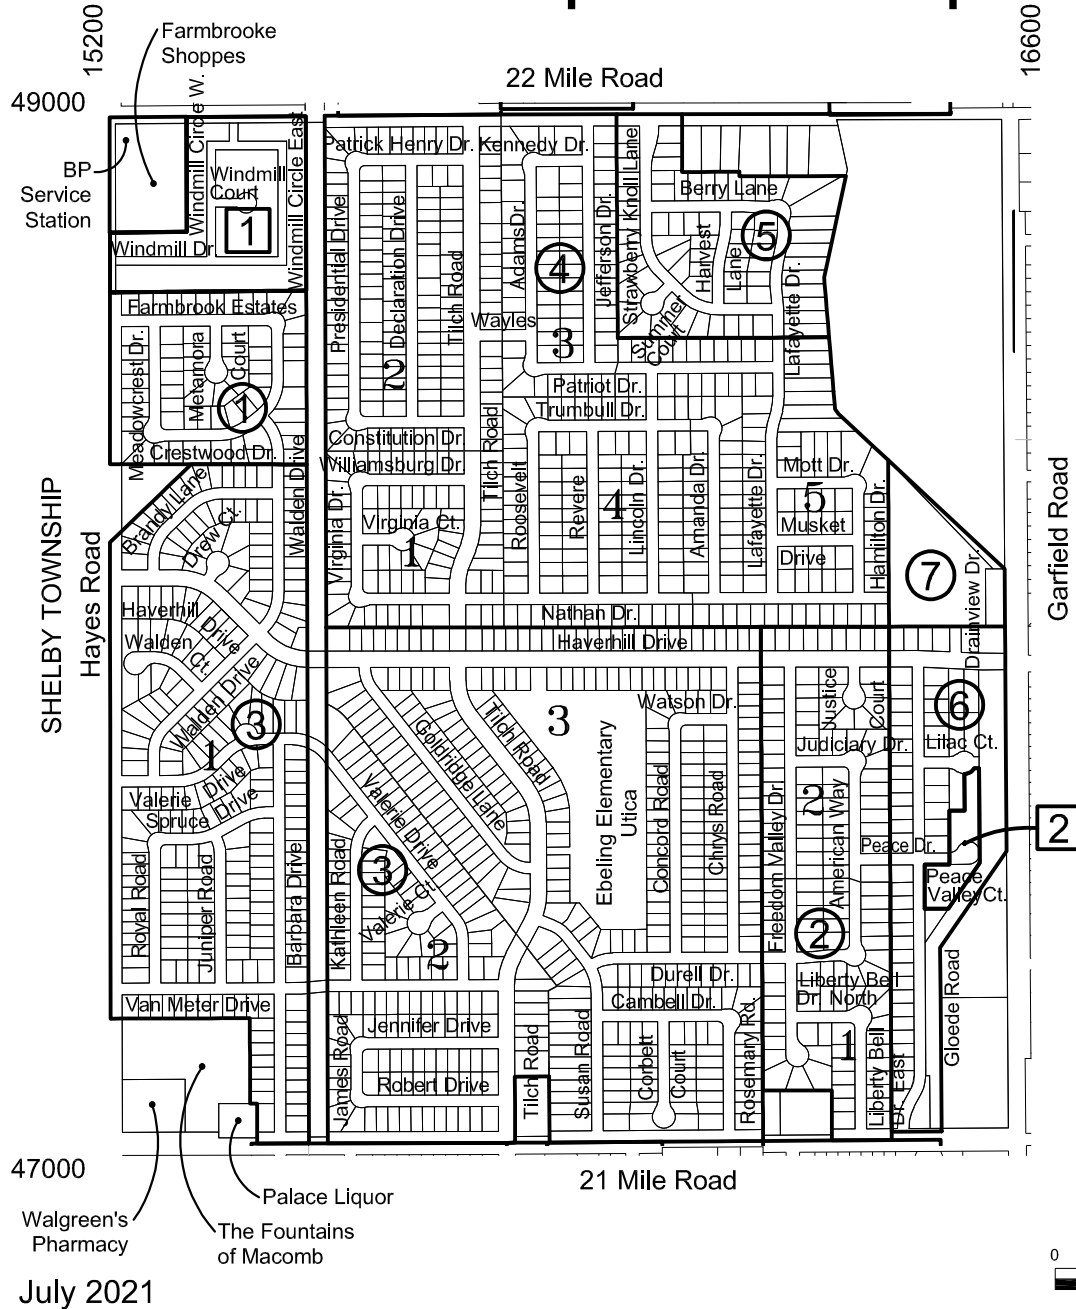 15200
16600
Farmbrooke
Shoppes
22 Mile Road
49000
BP
Service
Station
Windmill Circle W.
Windmill
Court
Windmill Circle East
1
Windmill Dr.
Patrick Henry Dr.
Kennedy Dr.
Presidential Drive
Declaration Drive
Tilch Road
Adams Dr.
Jefferson Dr.
4
Strawberry Knoll Lane
Berry Lane
Harvest
Lane
5
Summer
Court
Lafayette Dr.
Wayles
3
2
Farmbrook Estates
Meadowcrest Dr.
Metamora
Court
1
Crestwood Dr.
Walden Drive
Patriot Dr.
Trumbull Dr.
Constitution Dr.
Williamsburg Dr.
Tilch Road
Virginia Dr.
Virginia Ct.
1
Roosevelt
Revere
4
Lincoln Dr.
Amanda Dr.
Lafayette Dr.
Mott Dr.
5
Musket
Drive
Hamilton Dr.
7
Drainview Dr.
Garfield Road
SHELBY TOWNSHIP
Hayes Road
Brandy Lane
Drew Ct.
Nathan Dr.
Haverhill Drive
Haverhill
Drive
Walden
Ct.
Walden Drive
3
1
Valerie
Drive
Spruce
Drive
Royal Road
Juniper Road
Barbara Drive
Van Meter Drive
Goldridge Lane
Tilch Road
3
Valerie Drive
Kathleen Road
3
Valerie Ct.
2
Ebeling Elementary
Utica
Watson Dr.
Concord Road
Chrys Road
Justice
Court
6
Judiciary Dr.
Lilac Ct.
2
Freedom Valley Dr.
American Way
Peace Dr.
2
Peace
Valley Ct.
2
Durell Dr.
Liberty Bell
Dr. North
Cambell Dr.
Jennifer Drive
James Road
Robert Drive
Tilch Road
Susan Road
Corbett
Court
Rosemary Rd.
1
Liberty Bell
Dr. East
Gloede Road
47000
21 Mile Road
Palace Liquor
Walgreen's
Pharmacy
The Fountains
of Macomb
0
July 2021